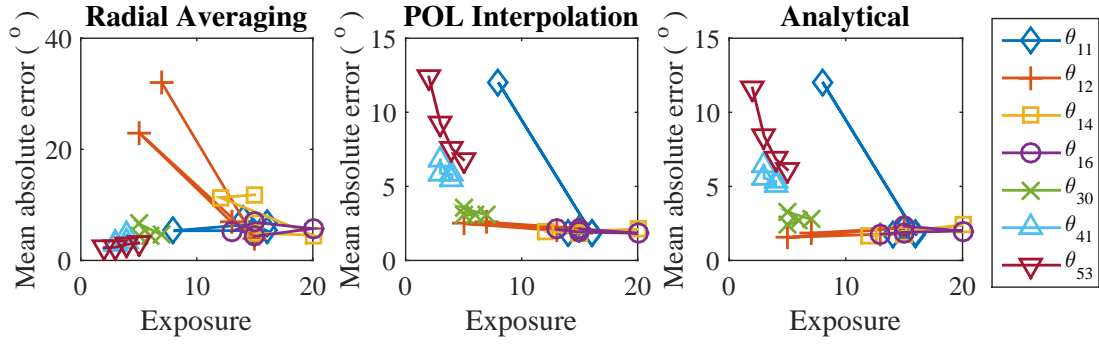 Radial Averaging
Mean absolute error ( ° )
40
20
0
0
10
20
Exposure
POL Interpolation
Mean absolute error ( ° )
15
10
5
0
0
10
20
Exposure
Analytical
Mean absolute error ( ° )
15
10
5
0
0
10
20
Exposure
θ11
θ12
θ14
θ16
θ30
θ41
θ53